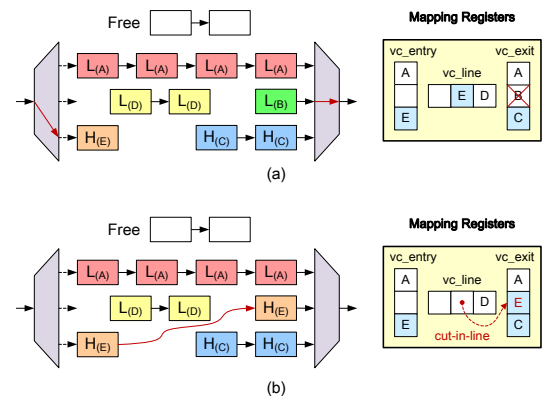 Free
Mapping Registers
vc_entry
vc_exit
A
vc_line
A
L(A) L(A) L(A) L(A)
L(D) L(D) L(B)
E D
B
H(E) H(C) H(C)
E
C
(a)
Free
Mapping Registers
vc_entry
vc_exit
A
vc_line
A
L(A) L(A) L(A) L(A)
L(D) L(D) H(E)
D
E
H(E) H(C) H(C)
E
cut-in-line
C
(b)